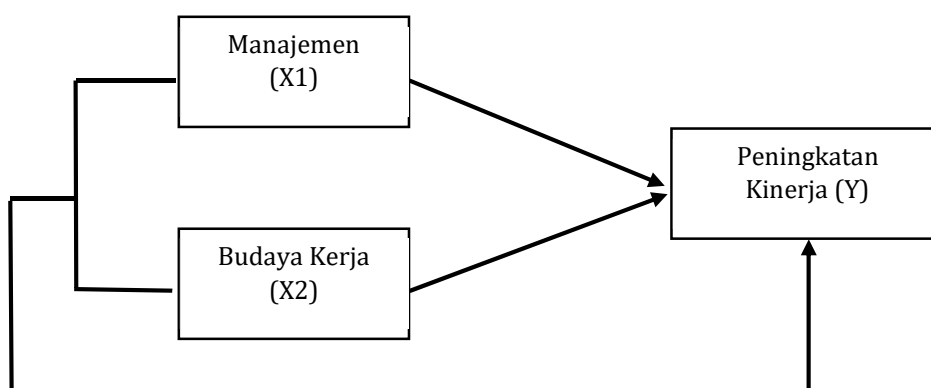 Manajemen
(X1)
Peningkatan
Kinerja (Y)
Budaya Kerja
(X2)